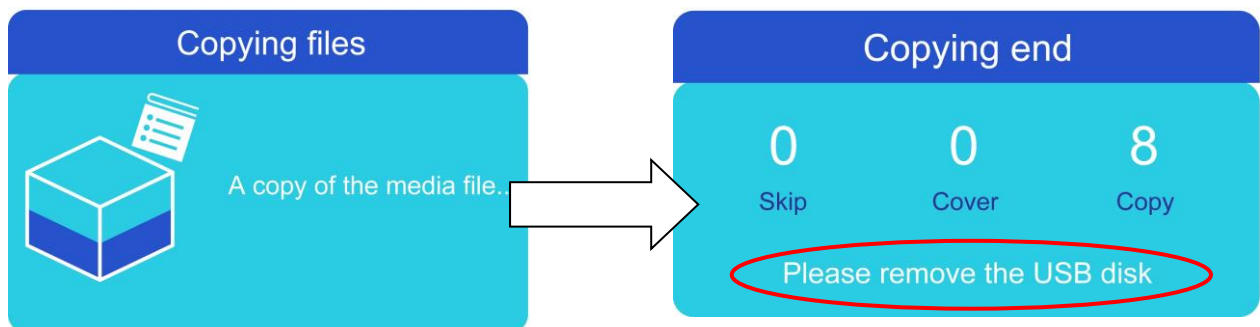 Copying files
A copy of the media file..
Copying end
0 0 8
Skip Cover Copy
Please remove the USB disk